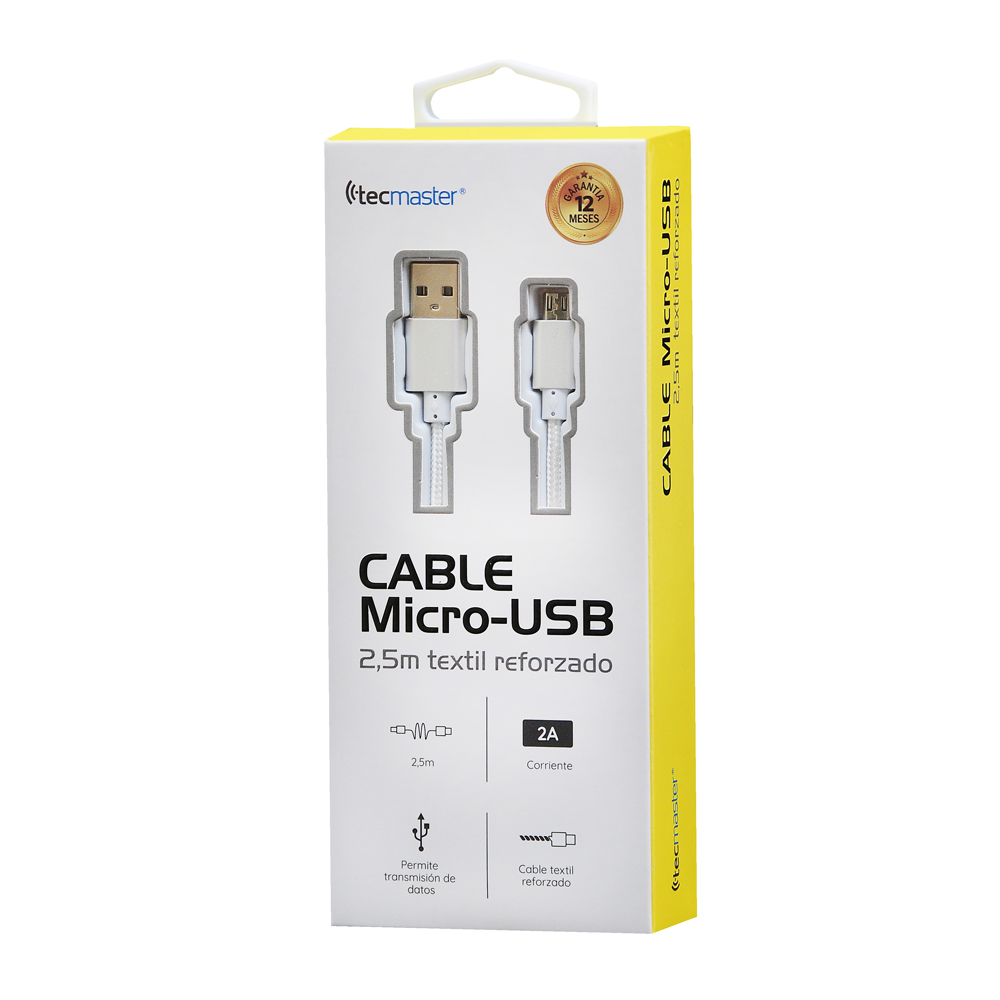 tecmaster®
GARANTIA
12
MESES
CABLE
Micro-USB
2,5m textil reforzado
2,5m
2A
Corriente
Permite
transmisión de
datos
Cable textil
reforzado
CABLE Micro-USB
2,5m textil reforzado
tecmaster®